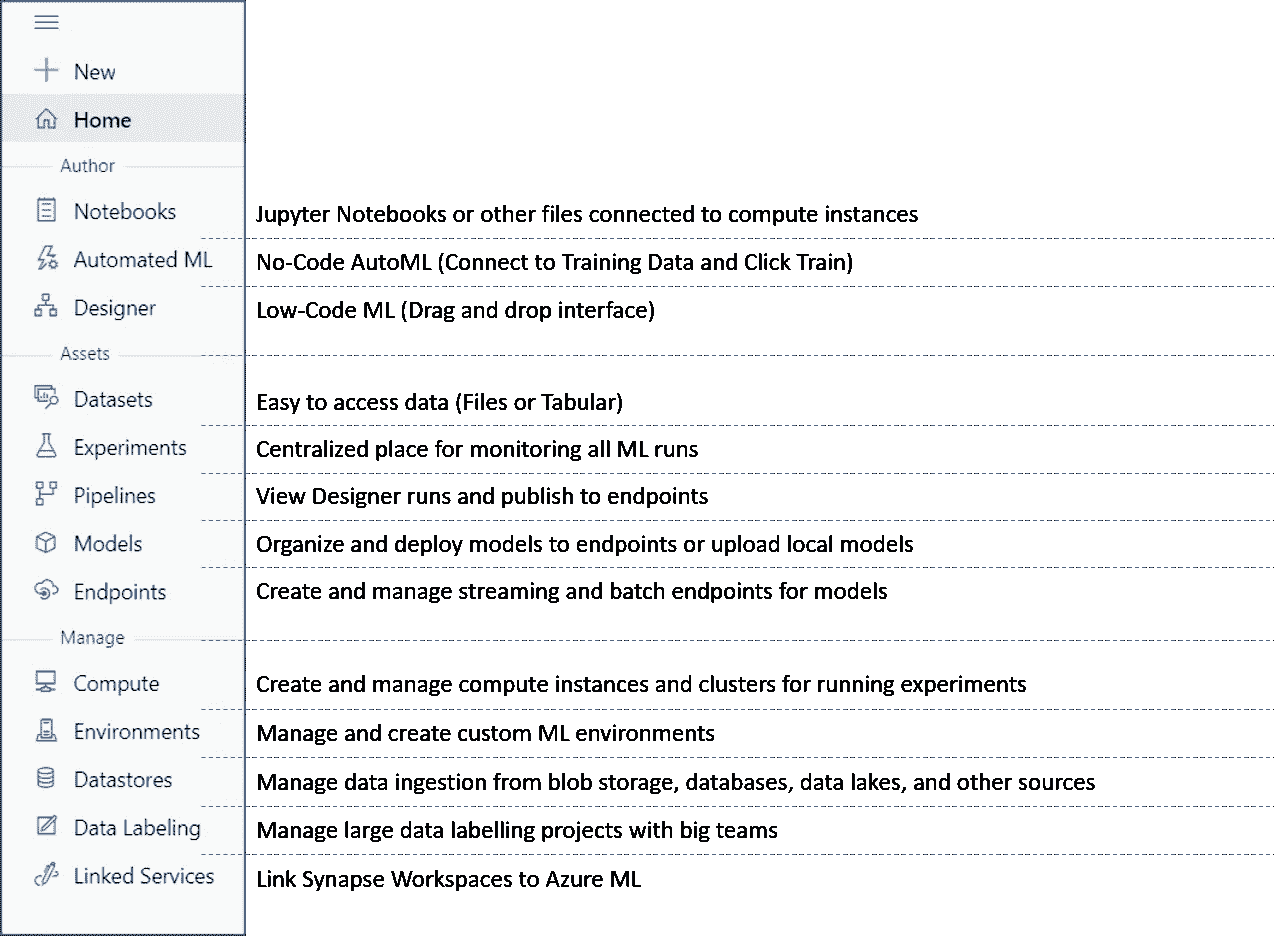 New
Home
Author
Notebooks Jupyter Notebooks or other files connected to compute instances
Automated ML No-Code AutoML (Connect to Training Data and Click Train)
Designer Low-Code ML (Drag and drop interface)
Assets
Datasets Easy to access data (Files or Tabular)
Experiments Centralized place for monitoring all ML runs
Pipelines View Designer runs and publish to endpoints
Models Organize and deploy models to endpoints or upload local models
Endpoints Create and manage streaming and batch endpoints for models
Manage
Compute Create and manage compute instances and clusters for running experiments
Environments Manage and create custom ML environments
Datastores Manage data ingestion from blob storage, databases, data lakes, and other sources
Data Labeling Manage large data labelling projects with big teams
Linked Services Link Synapse Workspaces to Azure ML